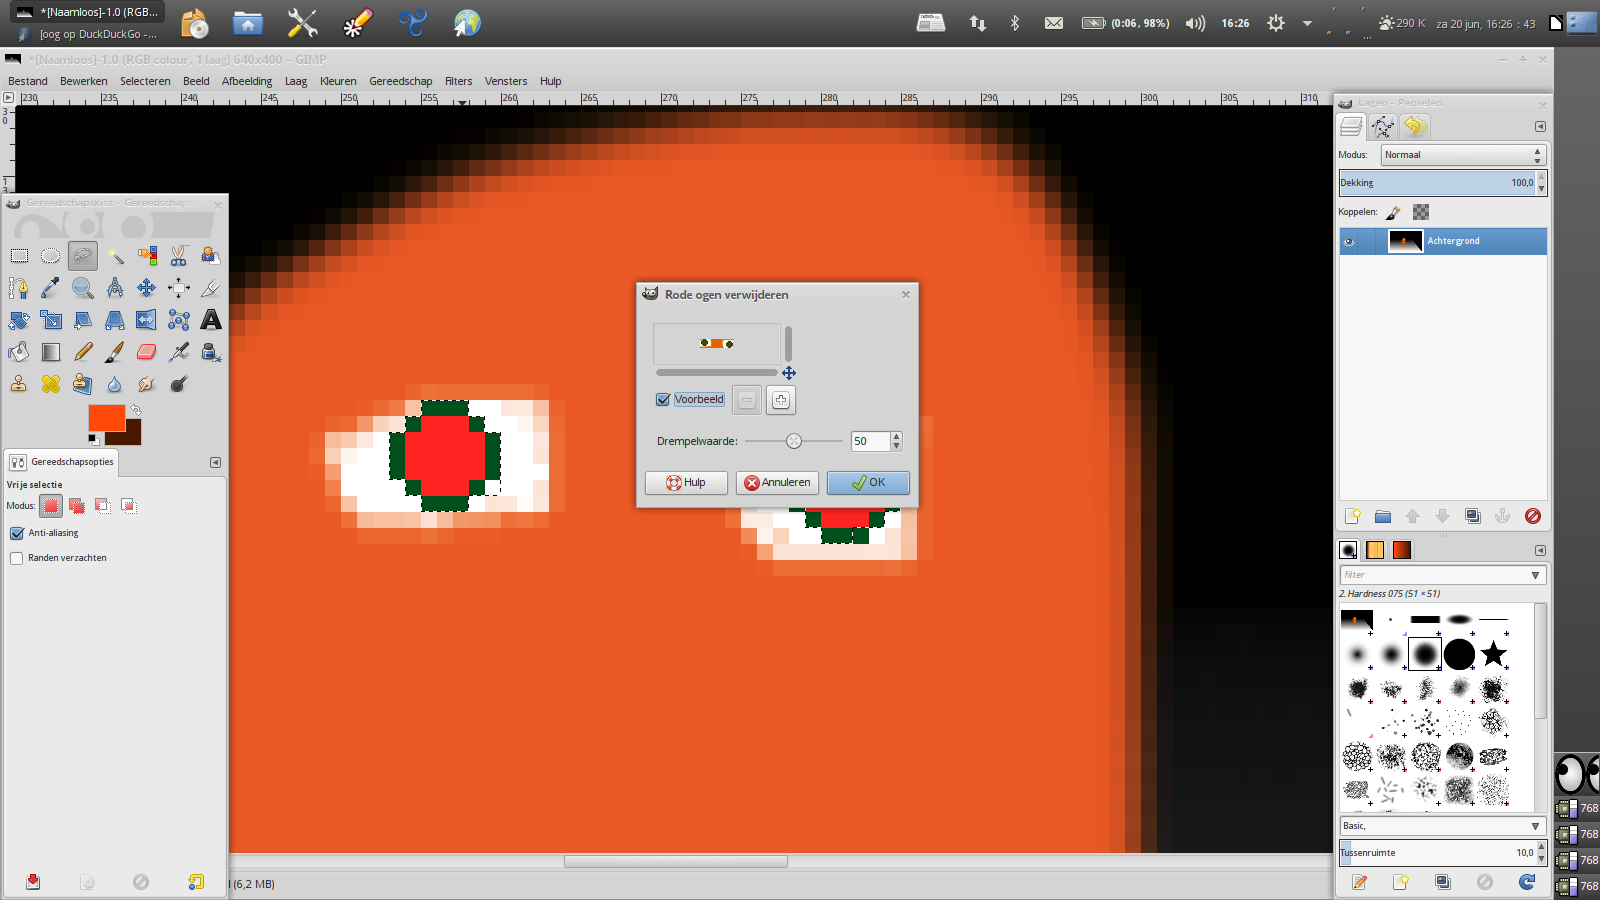 *[Naamloos]-1.0 (RGB...
[oog op DuckDuckGo -...
(0:06, 98%)
16:26
290 K
za 20 jun, 16:26 : 43
*[Naamloos]-1.0 (RGB colour, 1 laag) 640x400 – GIMP
Bestand Bewerken Selecteren Beeld Afbeelding Laag Kleuren Gereedschap Filters Vensters Hulp
230 235 240 245 250 255 260 265 270 275 280 285 290 295 300 305 310
Gereedschapskist - Gereedschap
Gereedschapsopties
Vrije selectie
Modus:
Anti-aliasing
Randen verzachten
Rode ogen verwijderen
Voorbeeld
Drempelwaarde:
50
Hulp
Annuleren
OK
(6,2 MB)
Lagen - Penselen
Modus:
Normaal
Dekking
100,0
Koppelen:
Achtergrond
filter
2. Hardness 075 (51 × 51)
Basic,
Tussenruimte
10,0
768
768
768
768